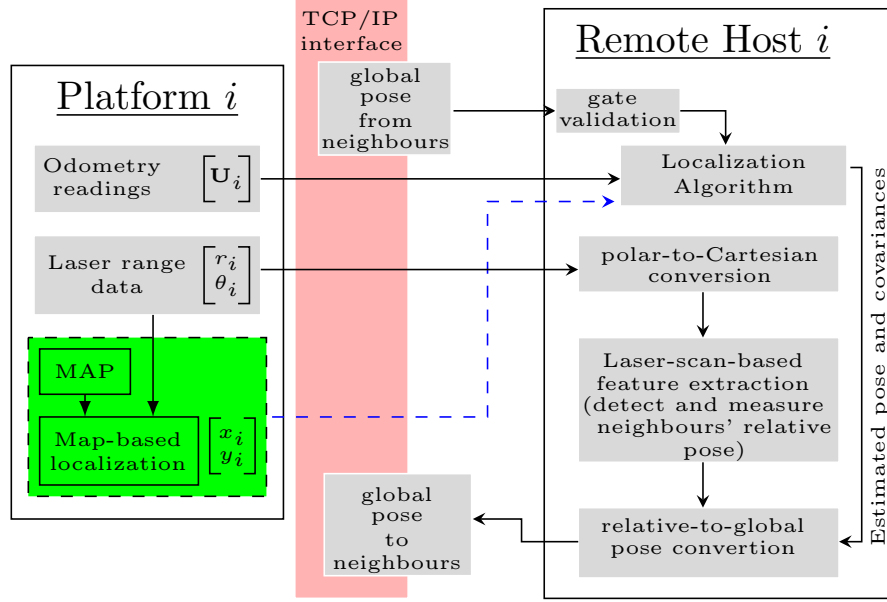 TCP/IP
interface
Platform i
Odometry
readings
[U_i]
Laser range
data
[r_i
θ_i]
MAP
Map-based
localization
[x_i
y_i]
global
pose
from
neighbours
global
pose
to
neighbours
Remote Host i
gate
validation
Localization
Algorithm
polar-to-Cartesian
conversion
Laser-scan-based
feature extraction
(detect and measure
neighbours' relative
pose)
relative-to-global
pose convertion
Estimated pose and covariances